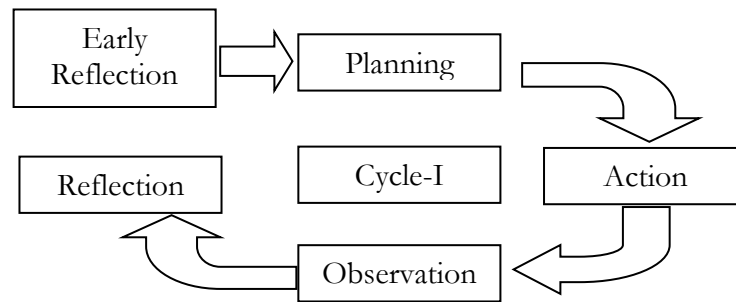 Early
Reflection
Planning
Reflection
Cycle-I
Action
Observation